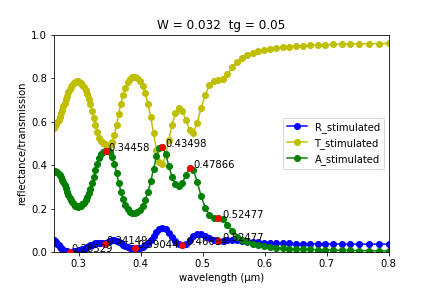 W = 0.032 tg = 0.05
1.0
0.8
0.6
0.4
0.2
0.0
reflectance/transmission
0.34458
0.43498
0.47866
0.52477
0.52477
R_stimulated
T_stimulated
A_stimulated
0.3
0.4
0.5
0.6
0.7
0.8
wavelength (μm)